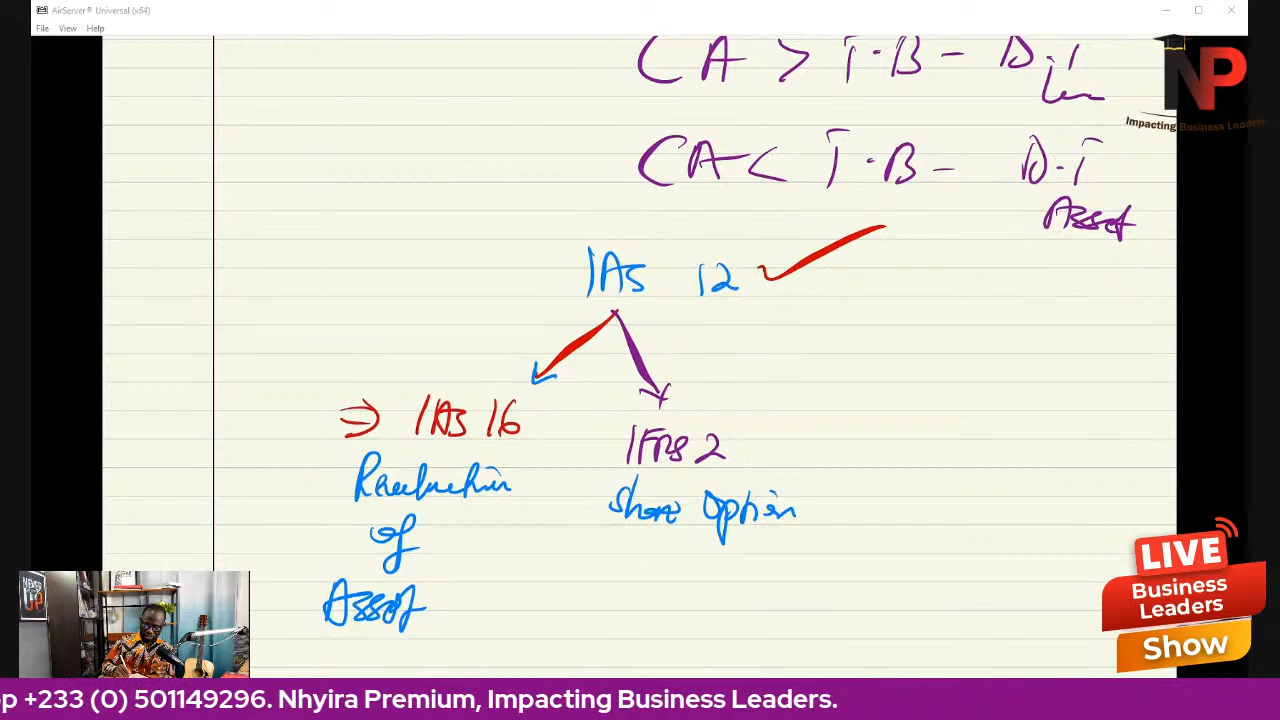 AirServer® Universal (x64)
File View Help
CA > T.B - D.T
CA < T.B - D.T
Asset
NP
Impacting Business Leaders
IAS 12
⇒ IAS 16
IFRS 2
Revaluation
Share Option
of
Asset
LIVE
Business
Leaders
Show
+233 (0) 501149296. Nhyira Premium, Impacting Business Leaders.